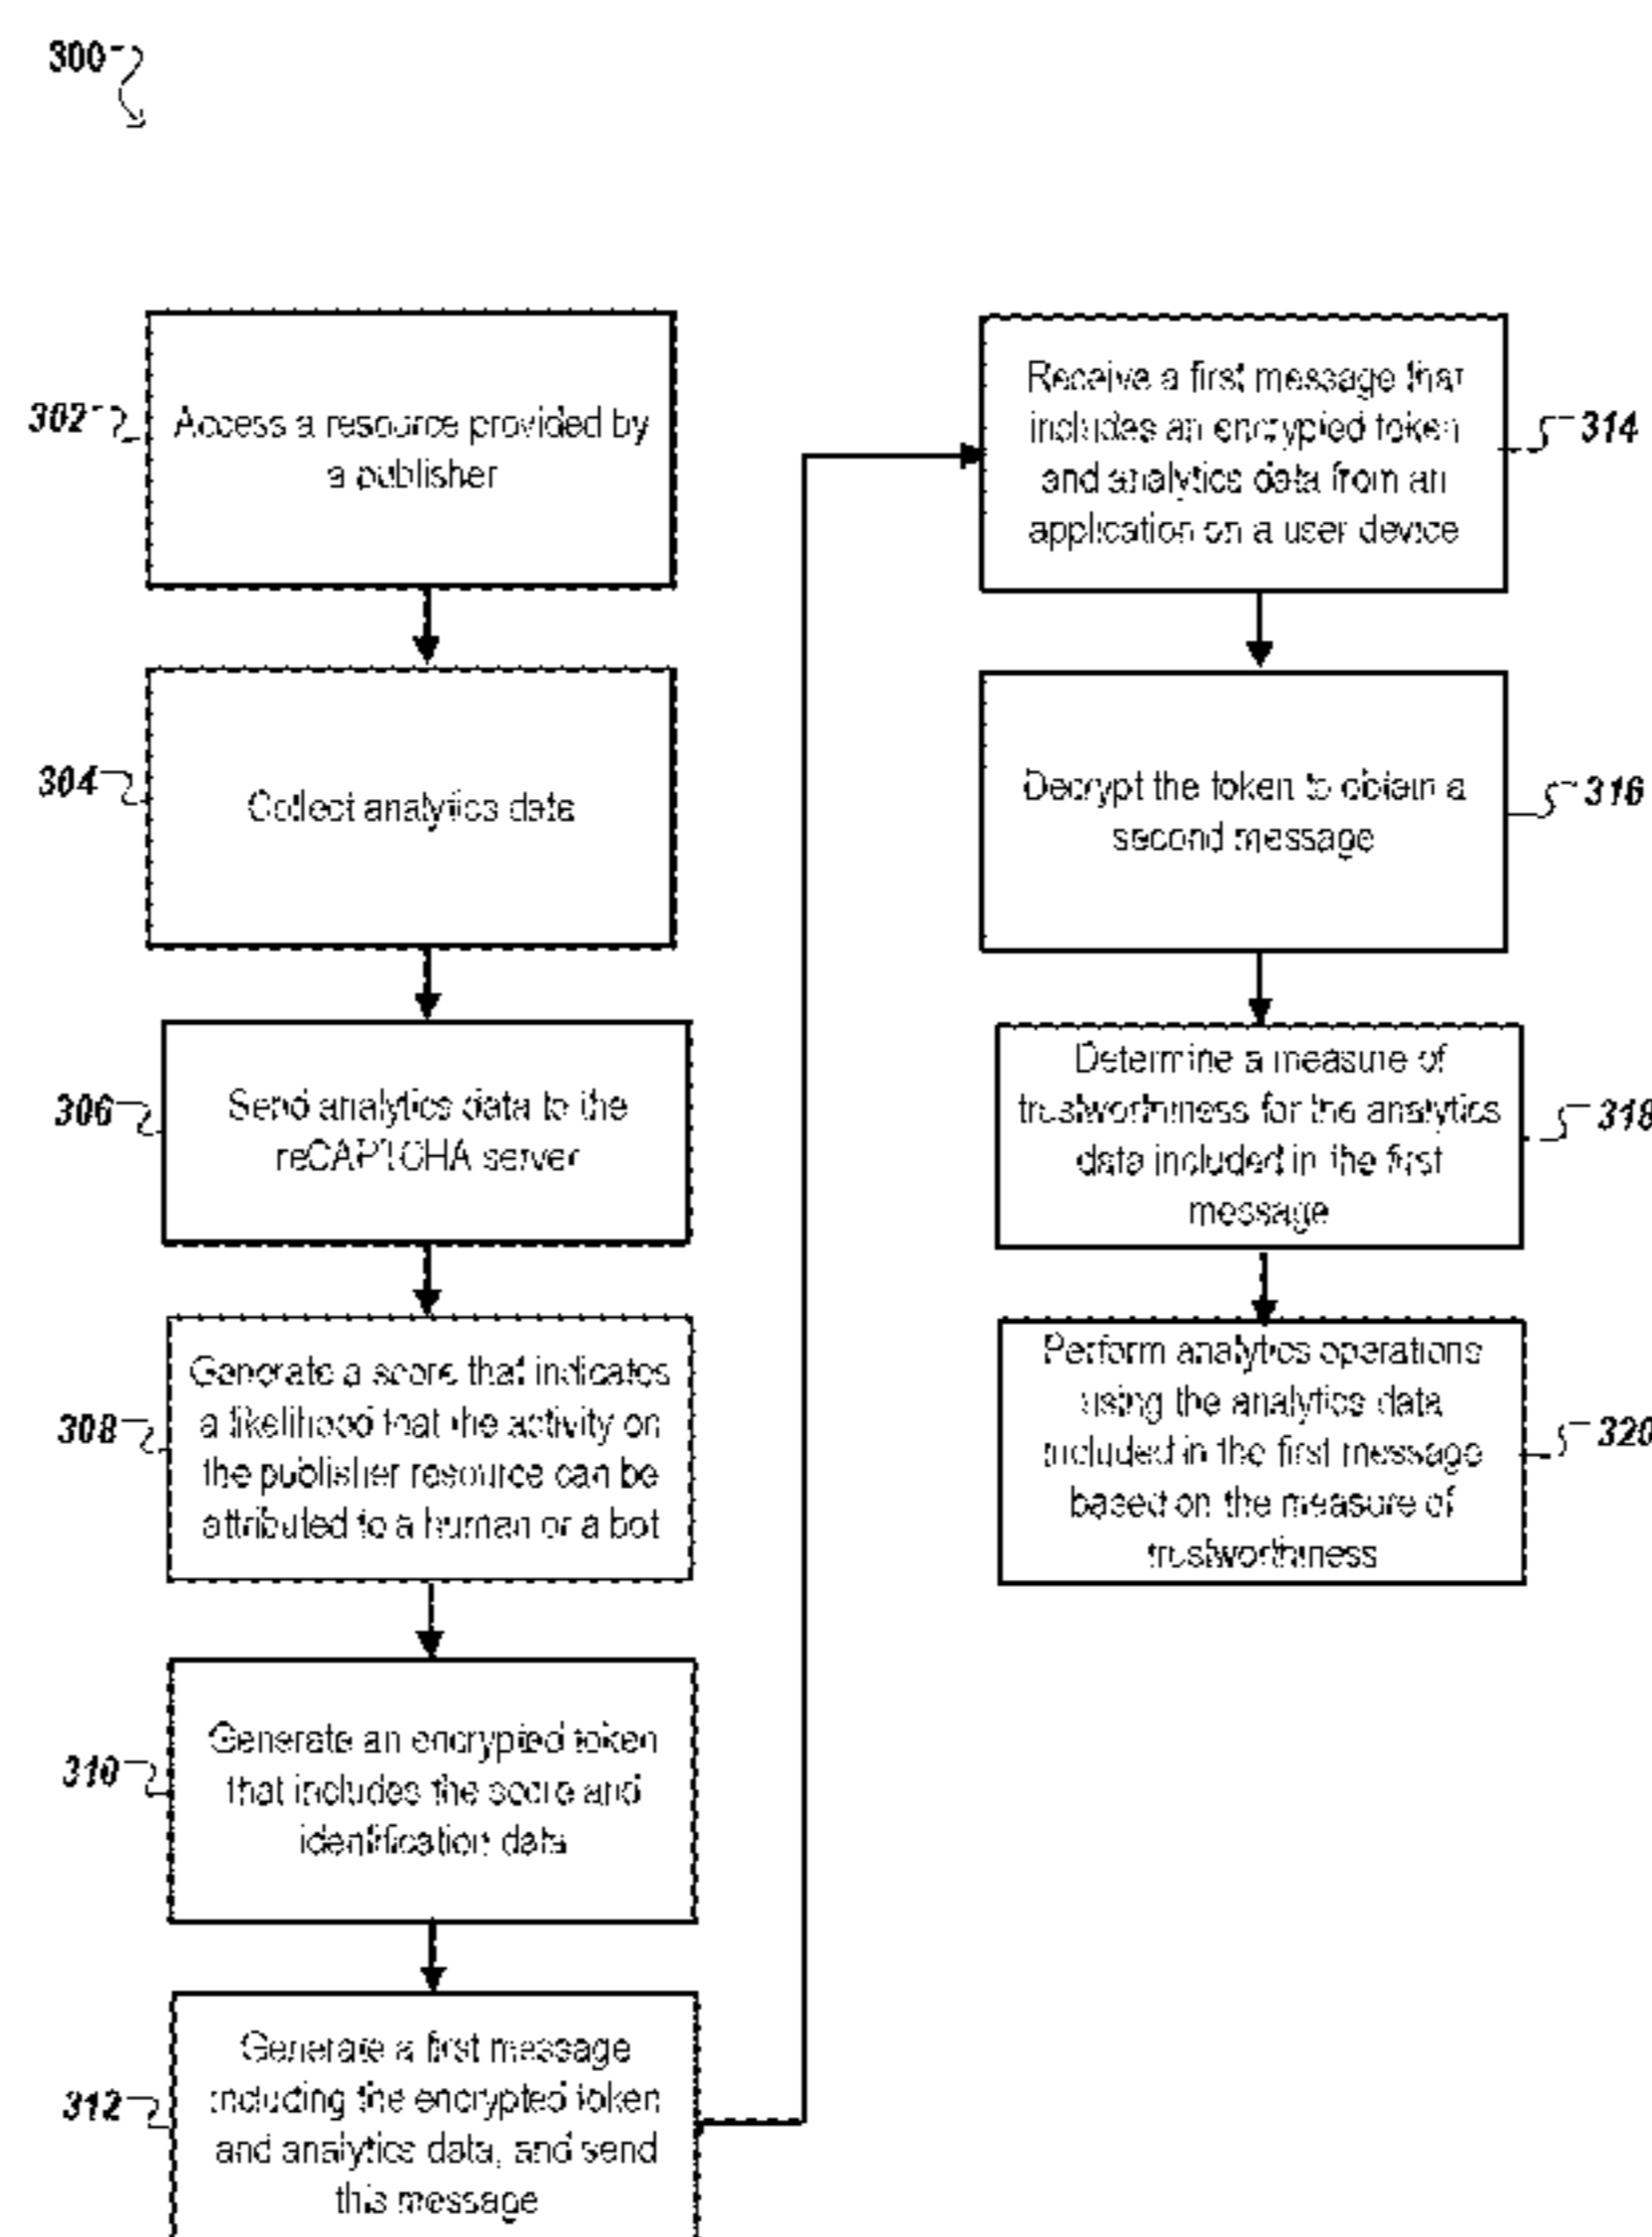 300
302
Access a resource provided by
a publisher
304
Collect analytics data
306
Send analytics data to the
reCAPTCHA server
308
Generate a score that indicates
a likelihood that the activity on
the publisher resource can be
attributed to a human or a bot
310
Generate an encrypted token
that includes the score and
identification data
312
Generate a first message
including the encrypted token
and analytics data, and send
this message
Receive a first message that
includes an encrypted token
and analytics data from an
application on a user device
314
Decrypt the token to obtain a
second message
316
Determine a measure of
trustworthiness for the analytics
data included in the first
message
318
Perform analytics operations
using the analytics data
included in the first message
based on the measure of
trustworthiness
320